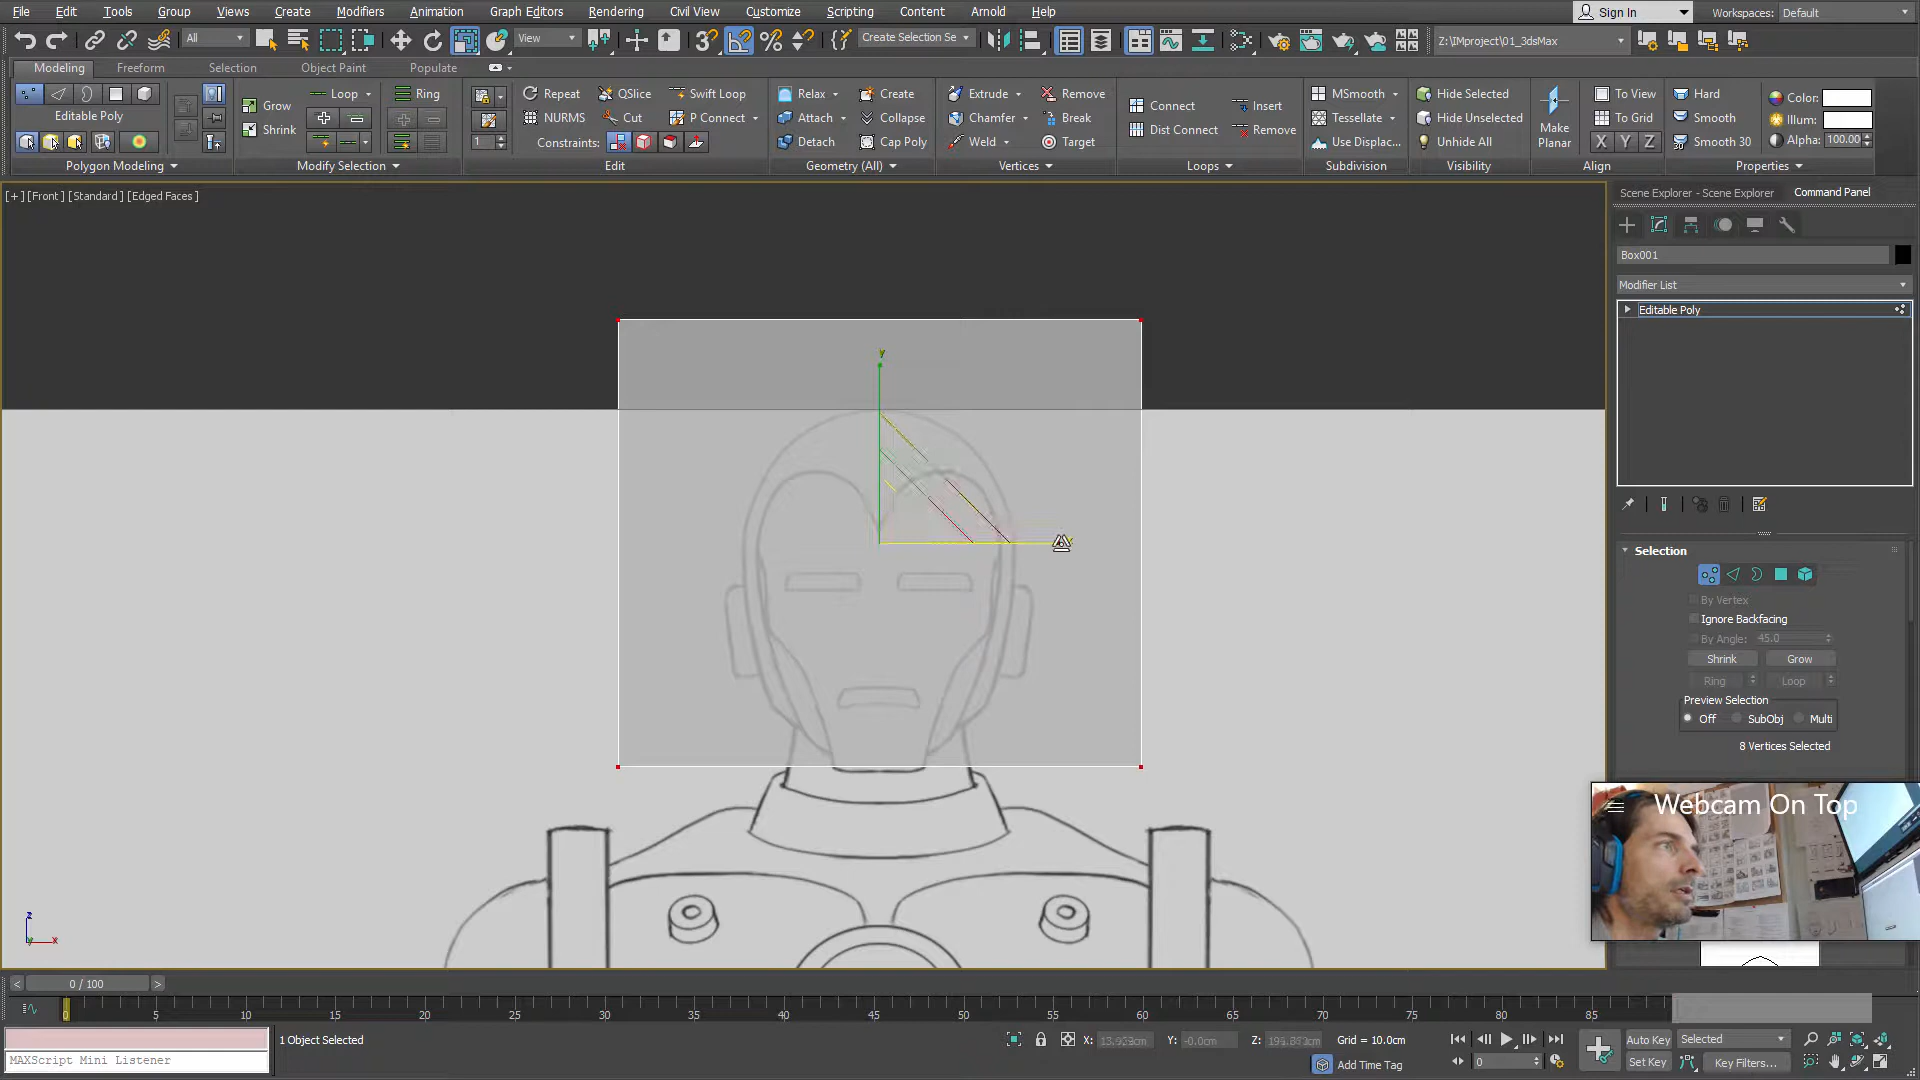 File Edit Tools Group Views Create Modifiers Animation Graph Editors Rendering Civil View Customize Scripting Content Arnold Help Sign In Workspaces: Default
All View Create Selection Se Z:\IMproject\01_3dsMax
Modeling Freeform Selection Object Paint Populate
Loop Ring Repeat QSlice Swift Loop Relax Create Extrude Remove Connect Insert MSmooth Hide Selected To View Hard Color:
Editable Poly Grow NURMS Cut P Connect Attach Collapse Chamfer Break Dist Connect Remove Tessellate Hide Unselected Make Planar To Grid Smooth Illum:
Shrink 1 Constraints: Detach Cap Poly Weld Target Use Displac... Unhide All X Y Z Smooth 30 Alpha: 100.00
Polygon Modeling Modify Selection Edit Geometry (All) Vertices Loops Subdivision Visibility Align Properties
[+] [Front] [Standard] [Edged Faces]
Scene Explorer - Scene Explorer Command Panel
Box001
Modifier List
Editable Poly
y
Selection
By Vertex
Ignore Backfacing
By Angle: 45.0
Shrink Grow
Ring Loop
Preview Selection
Off SubObj Multi
8 Vertices Selected
Webcam On Top
z
y x
0 / 100
0 5 10 15 20 25 30 35 40 45 50 55 60 65 70 75 80 85
1 Object Selected X: Y: -0.0cm Z: Grid = 10.0cm Auto Key Selected
MAXScript Mini Listener Add Time Tag 0 Set Key Key Filters...